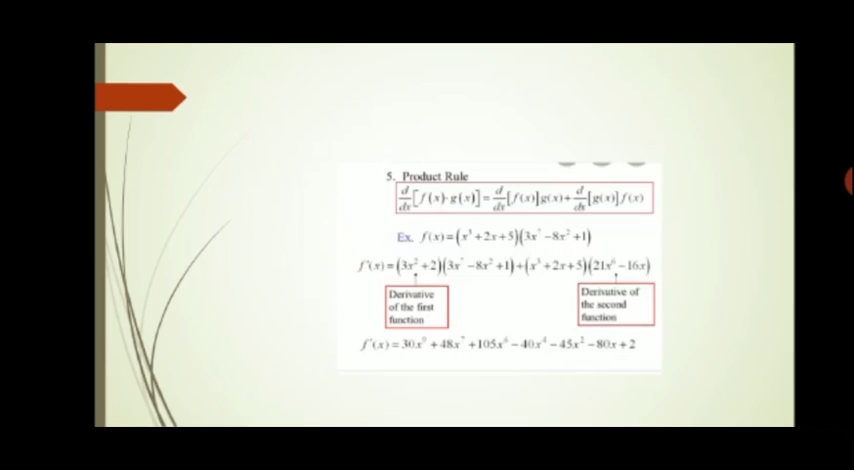 5. Product Rule
d/dx [f(x)·g(x)] = d/dx [f(x)]g(x) + d/dx [g(x)]f(x)
Ex. f(x) = (x³ + 2x + 5)(3x⁷ − 8x² + 1)
f'(x) = (3x² + 2)(3x⁷ − 8x² + 1) + (x³ + 2x + 5)(21x⁶ − 16x)
Derivative
of the first
function
Derivative of
the second
function
f'(x) = 30x⁹ + 48x⁷ + 105x⁶ − 40x⁴ − 45x² − 80x + 2